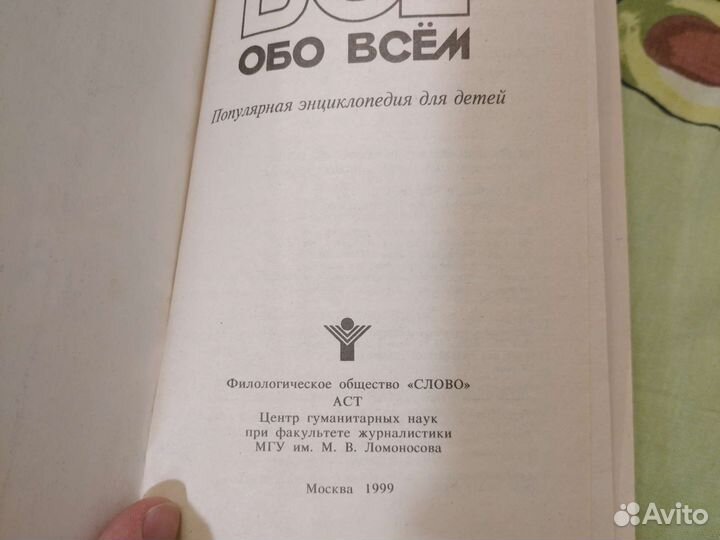 ВСЁ
ОБО ВСЁМ
Популярная энциклопедия для детей
Филологическое общество «СЛОВО»
АСТ
Центр гуманитарных наук
при факультете журналистики
МГУ им. М. В. Ломоносова
Москва 1999
Avito